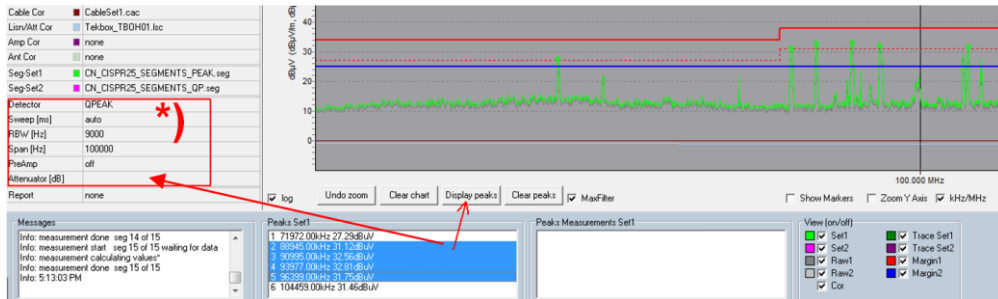 Cable Cor CableSet1.cac
Lisn/Att Cor Tekbox_TBOH01.lsc
Amp Cor none
Ant Cor none
Seg-Set1 CN_CISPR25_SEGMENTS_PEAK.seg
Seg-Set2 CN_CISPR25_SEGMENTS_QP.seg
Detector QPEAK
Sweep [ms] auto
RBW [Hz] 9000
Span [Hz] 100000
PreAmp off
Attenuator [dB]
Report none
*)
dBµV (dBµV/m, dBµ
40
30
20
10
0
100.000 MHz
log Undo zoom Clear chart Display peaks Clear peaks MaxFilter Show Markers Zoom Y Axis kHz/MHz
Messages
Info: measurement done seg 14 of 15
Info: measurement start seg 15 of 15 waiting for data
Info: measurement calculating values*
Info: measurement done seg 15 of 15
Info: 5:13:03 PM
Peaks Set1
1 71972.00kHz 27.29dBuV
2 88945.00kHz 31.12dBuV
3 90995.00kHz 32.56dBuV
4 93977.00kHz 32.81dBuV
5 96399.00kHz 31.75dBuV
6 104459.00kHz 31.46dBuV
Peaks Measurements Set1
View (on/off)
Set1 Trace Set1
Set2 Trace Set2
Raw1 Margin1
Raw2 Margin2
Cor